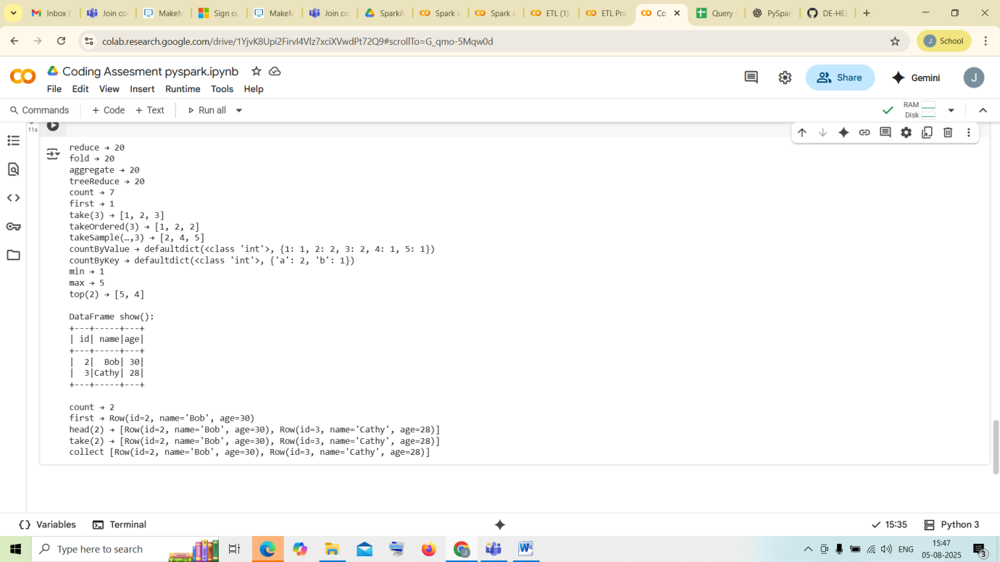 Inbox (
Join co
MakeM
Sign ou
MakeM
Join co
Spark&
Spark s
Spark s
ETL (1).
ETL Pra
Co
Query
PySpar
DE-HE
colab.research.google.com/drive/1YjvK8Upi2FirvI4Vlz7xciXVwdPt72Q9#scrollTo=G_qmo-5Mqw0d
J School
Coding Assesment pyspark.ipynb
File Edit View Insert Runtime Tools Help
Share
Gemini
J
Commands + Code + Text Run all
RAM
Disk
11s
reduce → 20
fold → 20
aggregate → 20
treeReduce → 20
count → 7
first → 1
take(3) → [1, 2, 3]
takeOrdered(3) → [1, 2, 2]
takeSample(…,3) → [2, 4, 5]
countByValue → defaultdict(<class 'int'>, {1: 1, 2: 2, 3: 2, 4: 1, 5: 1})
countByKey → defaultdict(<class 'int'>, {'a': 2, 'b': 1})
min → 1
max → 5
top(2) → [5, 4]
DataFrame show():
+---+-----+---+
| id| name|age|
+---+-----+---+
|  2|  Bob| 30|
|  3|Cathy| 28|
+---+-----+---+
count → 2
first → Row(id=2, name='Bob', age=30)
head(2) → [Row(id=2, name='Bob', age=30), Row(id=3, name='Cathy', age=28)]
take(2) → [Row(id=2, name='Bob', age=30), Row(id=3, name='Cathy', age=28)]
collect [Row(id=2, name='Bob', age=30), Row(id=3, name='Cathy', age=28)]
{} Variables Terminal
15:35 Python 3
Type here to search
ENG
15:47
05-08-2025
3